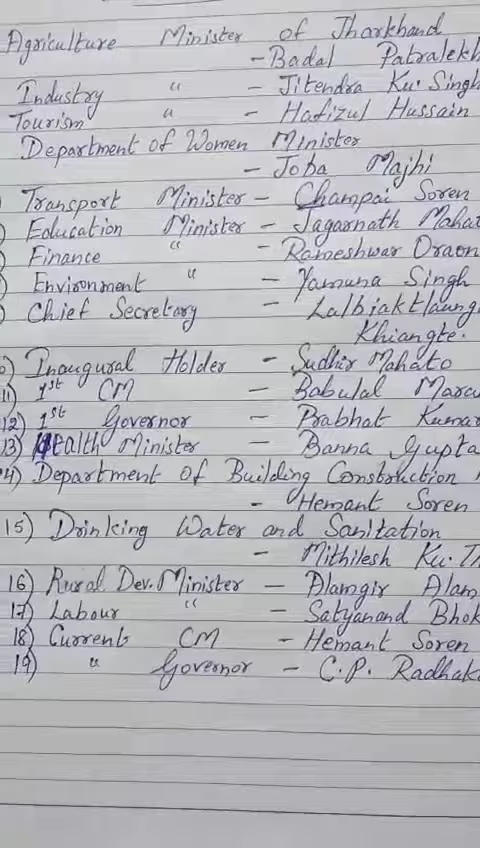 Agriculture Minister of Jharkhand
- Badal Patralekh
Industry " - Jitendra Ku. Singh
Tourism " - Hafizul Hussain
Department of Women Minister
- Joba Majhi
Transport Minister - Champai Soren
Education Minister - Jagarnath Mahat
Finance " - Rameshwar Oraon
Environment " - Yamuna Singh
Chief Secretary - Lalbiaktlaung
Khiangte.
Inaugural Holder - Sudhir Mahato
11) 1st CM - Babulal Mara
12) 1st Governor - Prabhat Kumar
13) Health Minister - Banna Gupta
4) Department of Building Construction
- Hemant Soren
15) Drinking Water and Sanitation
- Mithilesh Ku. Th
16) Rural Dev. Minister - Alamgir Alam
17) Labour " - Satyanand Bhok
18) Current CM - Hemant Soren
19) " Governor - C.P. Radhak